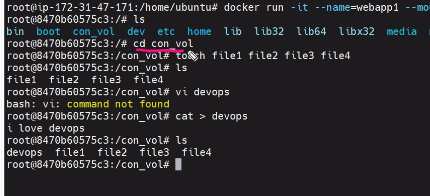 root@ip-172-31-47-171:/home/ubuntu# docker run -it --name=webapp1 --mou
root@8470b60575c3:/# ls
bin boot con_vol dev etc home lib lib32 lib64 libx32 media
root@8470b60575c3:/# cd con_vol
root@8470b60575c3:/con_vol# touch file1 file2 file3 file4
root@8470b60575c3:/con_vol# ls
file1 file2 file3 file4
root@8470b60575c3:/con_vol# vi devops
bash: vi: command not found
root@8470b60575c3:/con_vol# cat > devops
i love devops
root@8470b60575c3:/con_vol# ls
devops file1 file2 file3 file4
root@8470b60575c3:/con_vol#